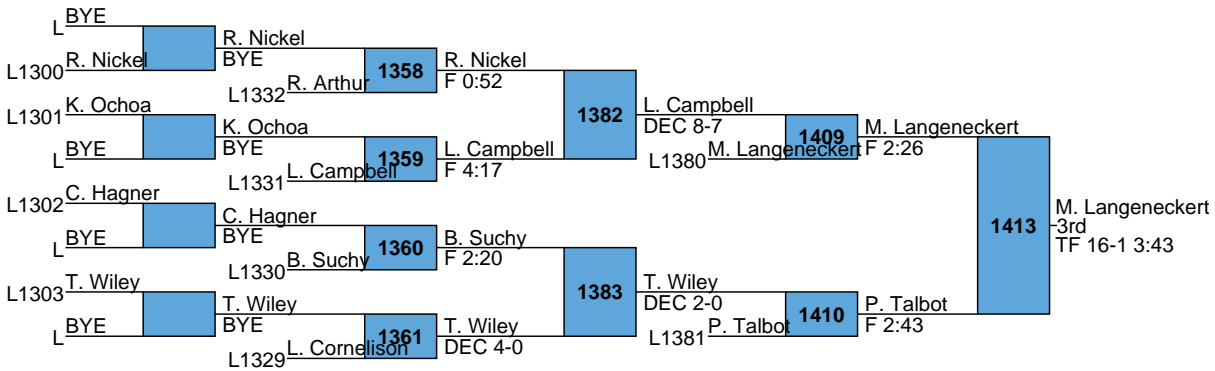 BYE
L
R. Nickel
BYE
L1300
R. Nickel
1358
R. Nickel
F 0:52
L1332
R. Arthur
L1301
K. Ochoa
1382
L. Campbell
DEC 8-7
K. Ochoa
BYE
L
BYE
1359
L. Campbell
F 4:17
L1331
L. Campbell
1409
M. Langeneckert
F 2:26
L1380
M. Langeneckert
L1302
C. Hagner
C. Hagner
BYE
L
BYE
1360
B. Suchy
F 2:20
L1330
B. Suchy
1413
M. Langeneckert
3rd
TF 16-1 3:43
L1303
T. Wiley
1383
T. Wiley
DEC 2-0
T. Wiley
BYE
L
BYE
1361
T. Wiley
DEC 4-0
L1329
L. Cornelison
1410
P. Talbot
F 2:43
L1381
P. Talbot